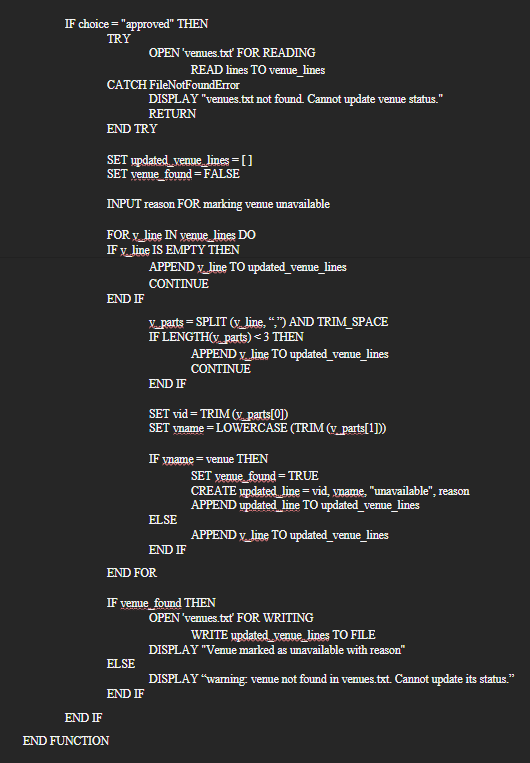 IF choice = "approved" THEN
TRY
OPEN 'venues.txt' FOR READING
READ lines TO venue_lines
CATCH FileNotFoundError
DISPLAY "venues.txt not found. Cannot update venue status."
RETURN
END TRY
SET updated_venue_lines = [ ]
SET venue_found = FALSE
INPUT reason FOR marking venue unavailable
FOR v_line IN venue_lines DO
IF v_line IS EMPTY THEN
APPEND v_line TO updated_venue_lines
CONTINUE
END IF
v_parts = SPLIT (v_line, “,”) AND TRIM_SPACE
IF LENGTH(v_parts) < 3 THEN
APPEND v_line TO updated_venue_lines
CONTINUE
END IF
SET vid = TRIM (v_parts[0])
SET vname = LOWERCASE (TRIM (v_parts[1]))
IF vname = venue THEN
SET venue_found = TRUE
CREATE updated_line = vid, vname, "unavailable", reason
APPEND updated_line TO updated_venue_lines
ELSE
APPEND v_line TO updated_venue_lines
END IF
END FOR
IF venue_found THEN
OPEN 'venues.txt' FOR WRITING
WRITE updated_venue_lines TO FILE
DISPLAY "Venue marked as unavailable with reason"
ELSE
DISPLAY “warning: venue not found in venues.txt. Cannot update its status.”
END IF
END IF
END FUNCTION